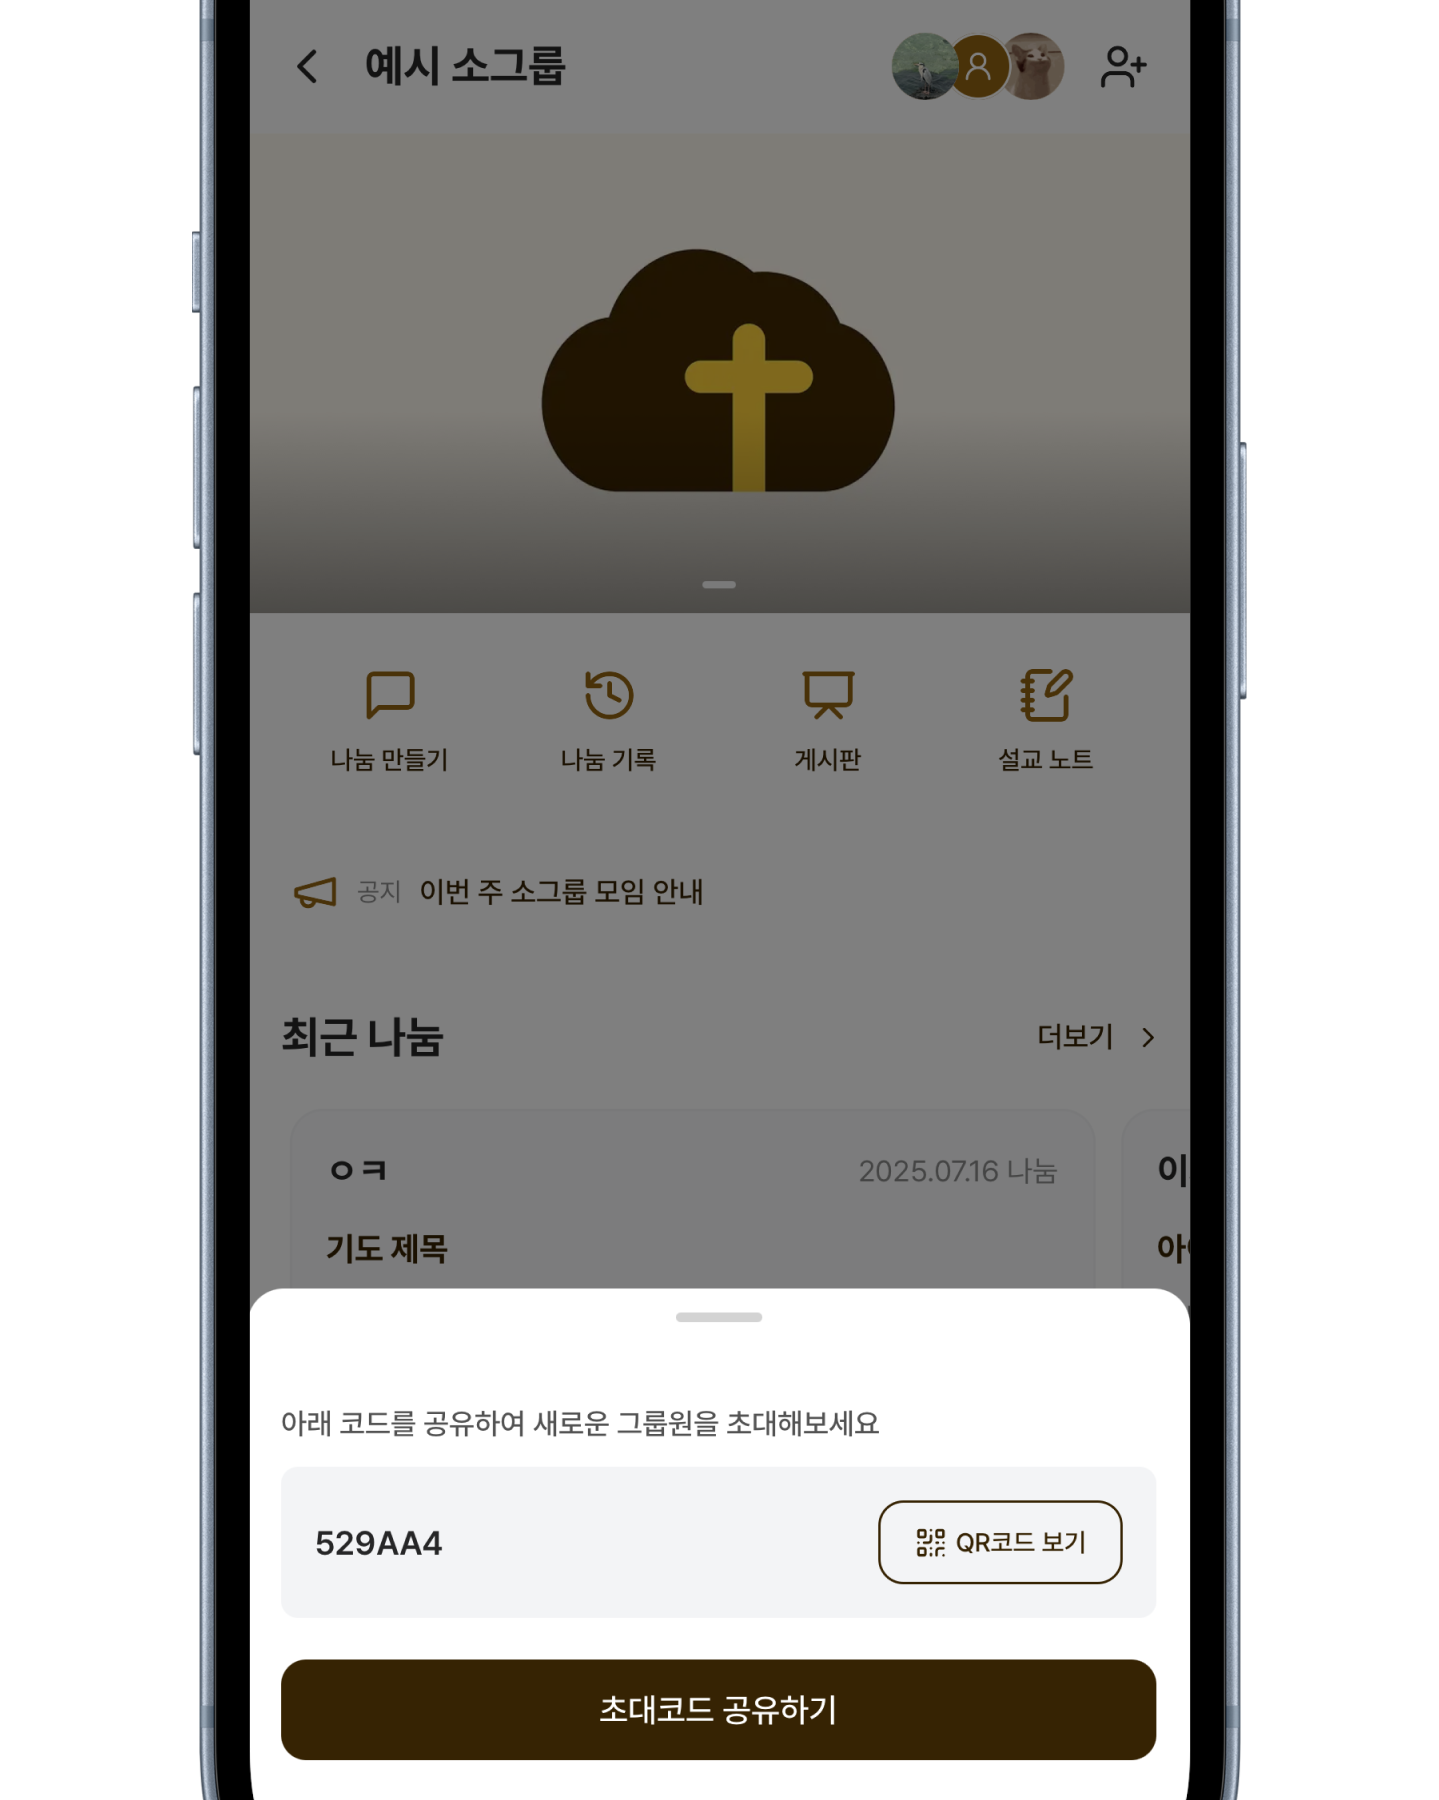 예시 소그룹
나눔 만들기
나눔 기록
게시판
설교 노트
공지 이번 주 소그룹 모임 안내
최근 나눔
더보기
ㅇㅋ
2025.07.16 나눔
이
기도 제목
아래 코드를 공유하여 새로운 그룹원을 초대해보세요
529AA4
QR코드 보기
초대코드 공유하기